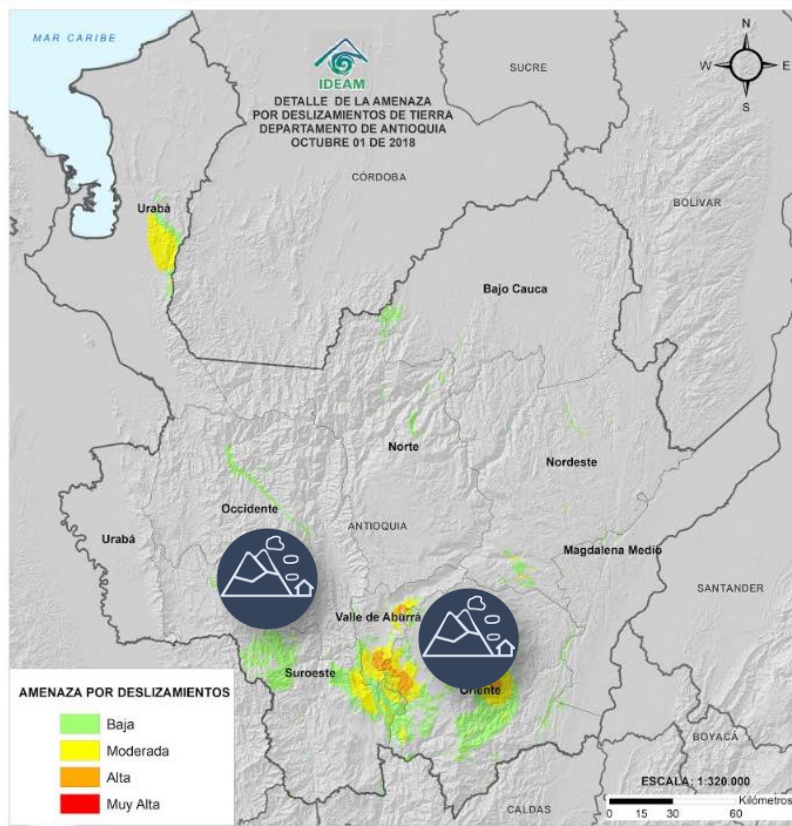 MAR CARIBE
IDEAM
DETALLE DE LA AMENAZA
POR DESLIZAMIENTOS DE TIERRA
DEPARTAMENTO DE ANTIOQUIA
OCTUBRE 01 DE 2018
N
W
E
S
SUCRE
CÓRDOBA
BOLÍVAR
Urabá
Bajo Cauca
Norte
Nordeste
Occidente
ANTIOQUIA
Urabá
Magdalena Medio
SANTANDER
Valle de Aburrá
Suroeste
Oriente
AMENAZA POR DESLIZAMIENTOS
Baja
Moderada
Alta
Muy Alta
BOYACÁ
CALDAS
ESCALA: 1:320.000
Kilómetros
0 15 30 60